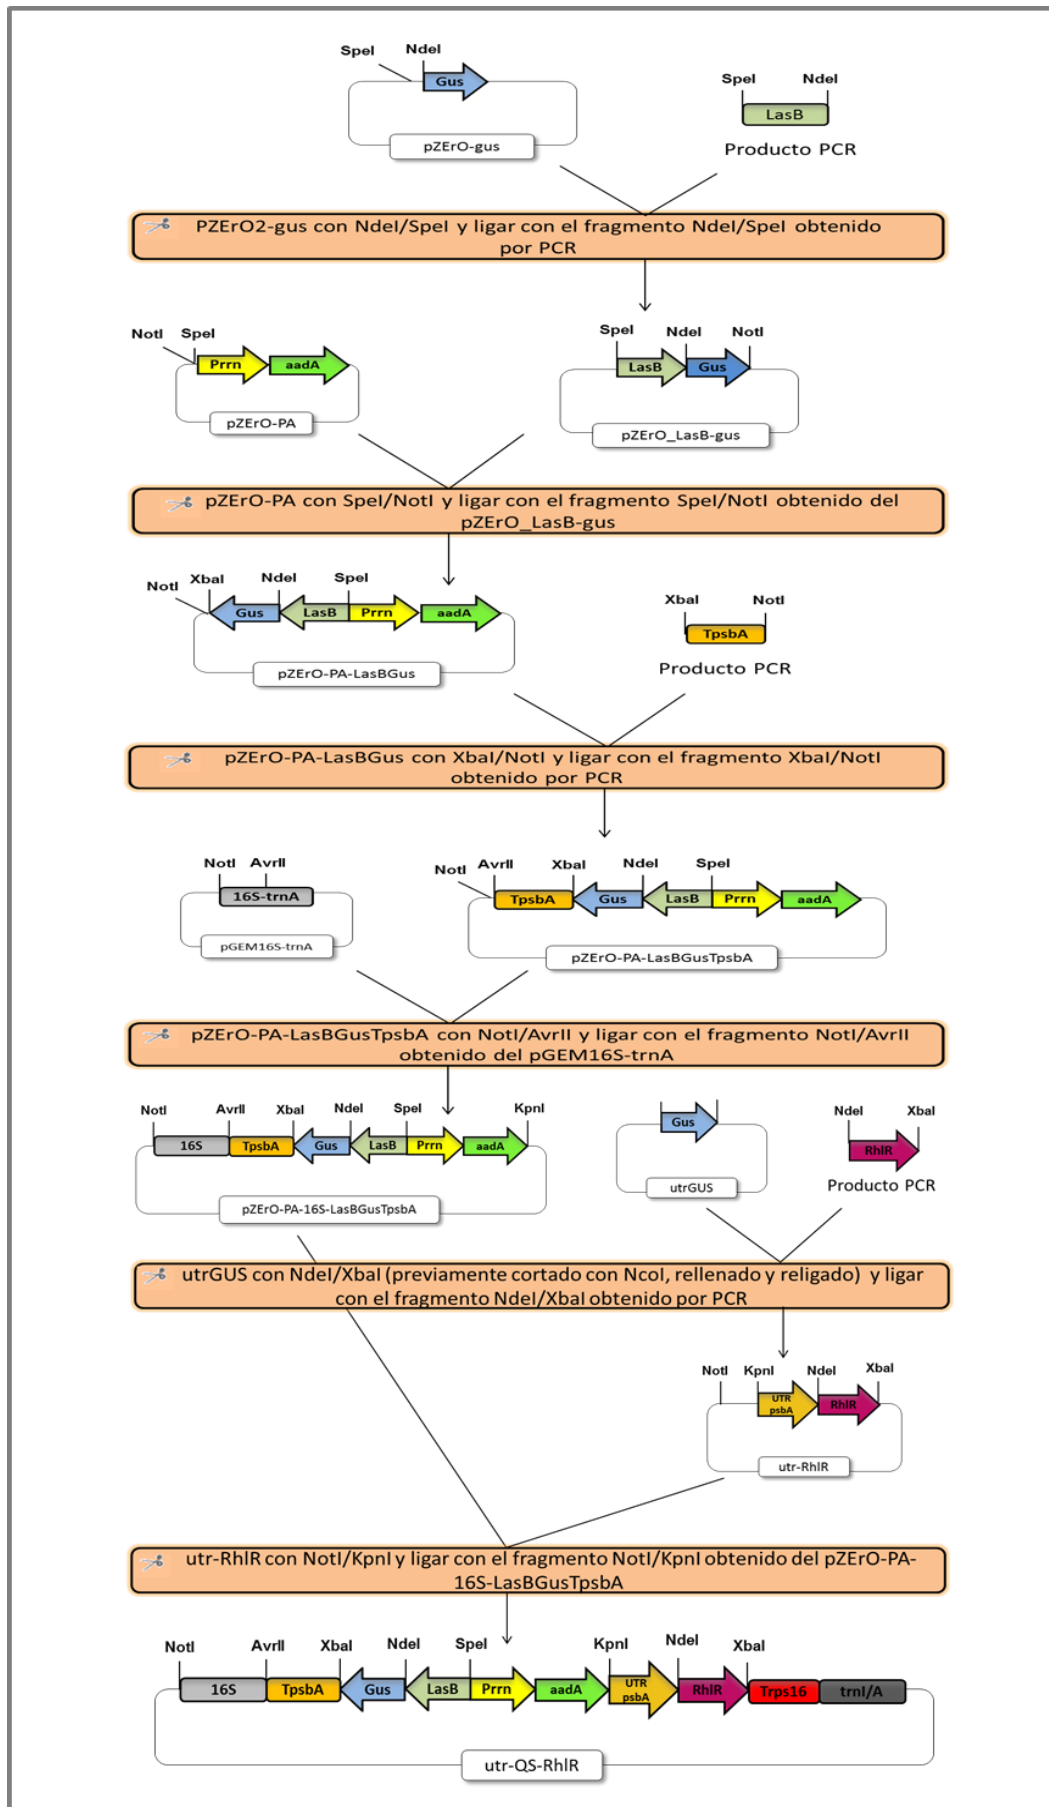 SpeI NdeI
Gus
pZErO-gus
SpeI NdeI
LasB
Producto PCR
PZErO2-gus con NdeI/SpeI y ligar con el fragmento NdeI/SpeI obtenido
por PCR
NotI SpeI
Prrn aadA
pZErO-PA
SpeI NdeI NotI
LasB Gus
pZErO_LasB-gus
pZErO-PA con SpeI/NotI y ligar con el fragmento SpeI/NotI obtenido del
pZErO_LasB-gus
NotI XbaI NdeI SpeI
Gus LasB Prrn aadA
pZErO-PA-LasBGus
XbaI NotI
TpsbA
Producto PCR
pZErO-PA-LasBGus con XbaI/NotI y ligar con el fragmento XbaI/NotI
obtenido por PCR
NotI AvrII
16S-trnA
pGEM16S-trnA
NotI AvrII XbaI NdeI SpeI
TpsbA Gus LasB Prrn aadA
pZErO-PA-LasBGusTpsbA
pZErO-PA-LasBGusTpsbA con NotI/AvrII y ligar con el fragmento NotI/AvrII
obtenido del pGEM16S-trnA
NotI AvrII XbaI NdeI SpeI KpnI
16S TpsbA Gus LasB Prrn aadA
pZErO-PA-16S-LasBGusTpsbA
Gus
utrGUS
NdeI XbaI
RhlR
Producto PCR
utrGUS con NdeI/XbaI (previamente cortado con NcoI, rellenado y religado) y ligar
con el fragmento NdeI/XbaI obtenido por PCR
NotI KpnI NdeI XbaI
UTR
psbA RhlR
utr-RhlR
utr-RhlR con NotI/KpnI y ligar con el fragmento NotI/KpnI obtenido del pZErO-PA-
16S-LasBGusTpsbA
NotI AvrII XbaI NdeI SpeI KpnI NdeI XbaI
16S TpsbA Gus LasB Prrn aadA UTR
psbA RhlR Trps16 trnI/A
utr-QS-RhlR